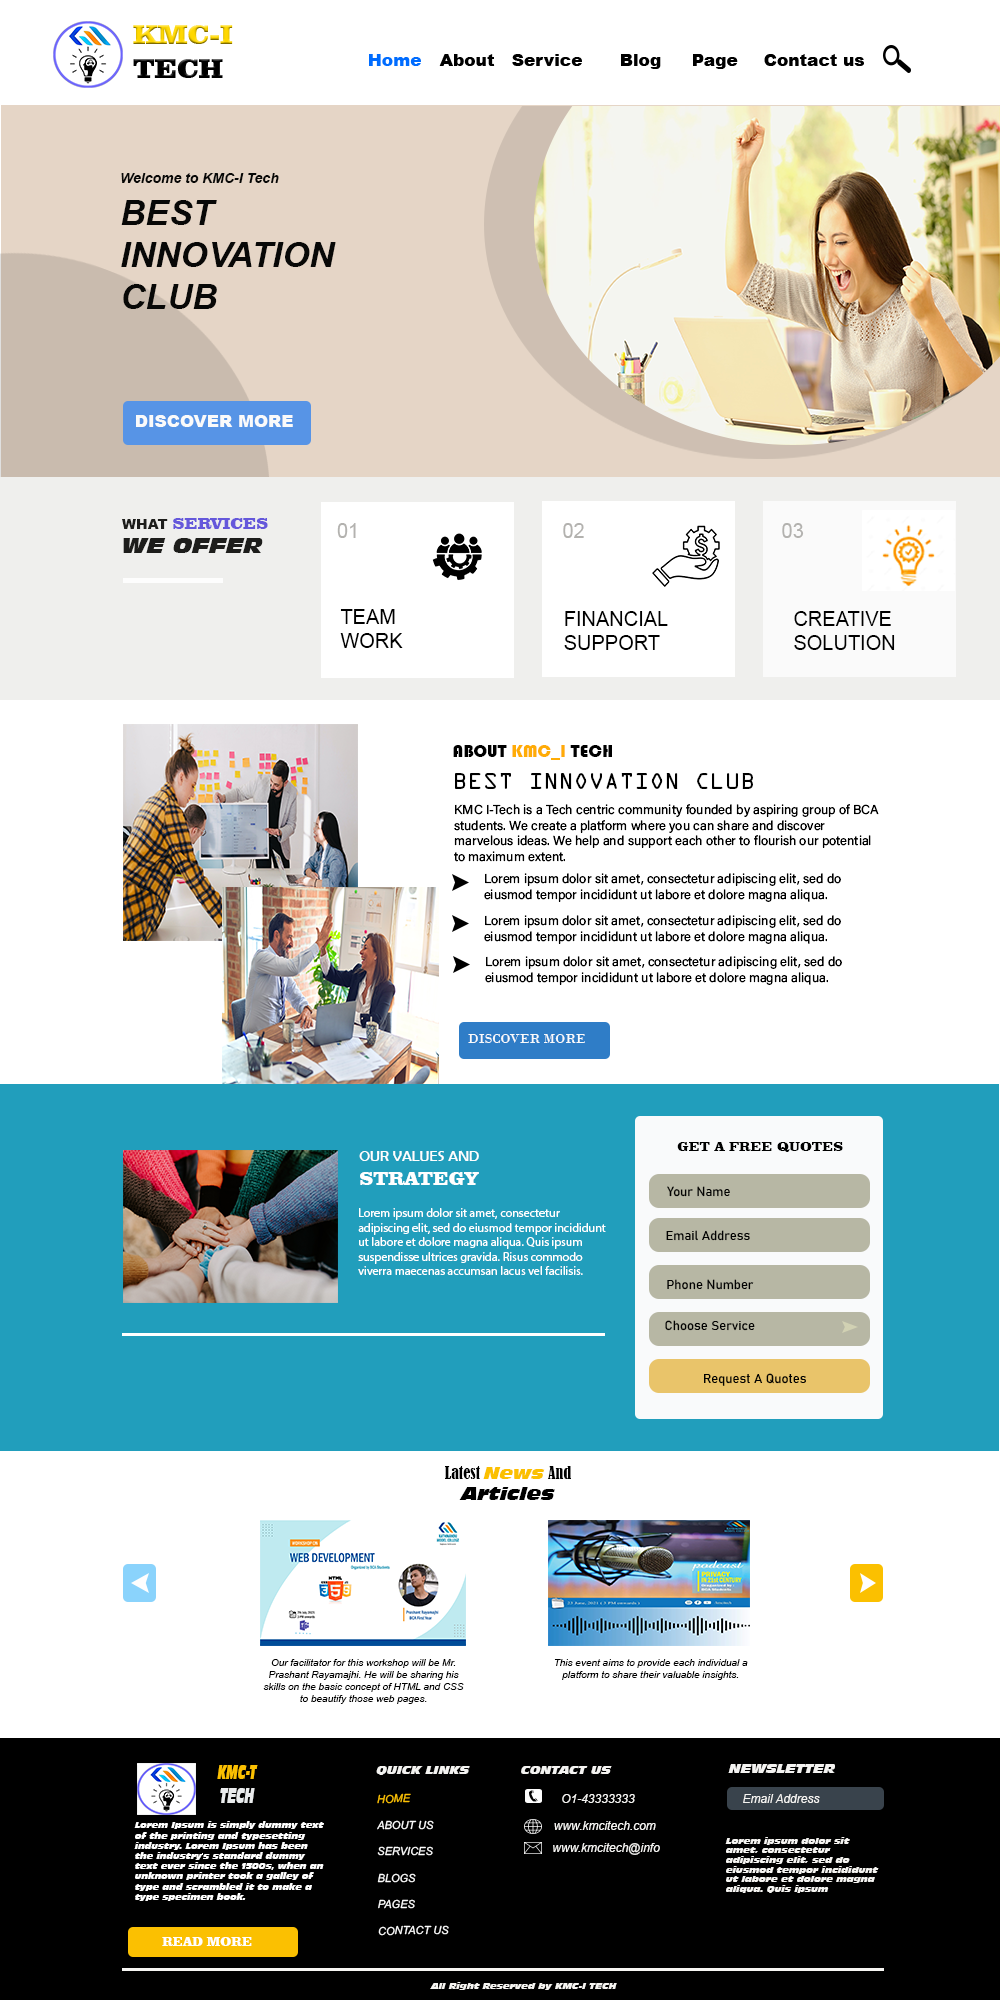 KMC-I
TECH
Home About Service Blog Page Contact us
Welcome to KMC-I Tech
BEST
INNOVATION
CLUB
DISCOVER MORE
WHAT SERVICES
WE OFFER
01
TEAM
WORK
02
FINANCIAL
SUPPORT
03
CREATIVE
SOLUTION
ABOUT KMC_I TECH
BEST INNOVATION CLUB
KMC I-Tech is a Tech centric community founded by aspiring group of BCA
students. We create a platform where you can share and discover
marvelous ideas. We help and support each other to flourish our potential
to maximum extent.
Lorem ipsum dolor sit amet, consectetur adipiscing elit, sed do
eiusmod tempor incididunt ut labore et dolore magna aliqua.
Lorem ipsum dolor sit amet, consectetur adipiscing elit, sed do
eiusmod tempor incididunt ut labore et dolore magna aliqua.
Lorem ipsum dolor sit amet, consectetur adipiscing elit, sed do
eiusmod tempor incididunt ut labore et dolore magna aliqua.
DISCOVER MORE
OUR VALUES AND
STRATEGY
Lorem ipsum dolor sit amet, consectetur
adipiscing elit, sed do eiusmod tempor incididunt
ut labore et dolore magna aliqua. Quis ipsum
suspendisse ultrices gravida. Risus commodo
viverra maecenas accumsan lacus vel facilisis.
GET A FREE QUOTES
Your Name
Email Address
Phone Number
Choose Service
Request A Quotes
Latest News And
Articles
WORKSHOP ON
WEB DEVELOPMENT
HTML
5
Prashant Rayamajhi
BCA First Year
Our facilitator for this workshop will be Mr.
Prashant Rayamajhi. He will be sharing his
skills on the basic concept of HTML and CSS
to beautify those web pages.
podcast
PRIVACY
IN 21st CENTURY
Organized by :
BCA Students
This event aims to provide each individual a
platform to share their valuable insights.
KMC-T
TECH
Lorem Ipsum is simply dummy text
of the printing and typesetting
industry. Lorem Ipsum has been
the industry's standard dummy
text ever since the 1500s, when an
unknown printer took a galley of
type and scrambled it to make a
type specimen book.
READ MORE
QUICK LINKS
HOME
ABOUT US
SERVICES
BLOGS
PAGES
CONTACT US
CONTACT US
O1-43333333
www.kmcitech.com
www.kmcitech@info
NEWSLETTER
Email Address
Lorem ipsum dolor sit
amet, consectetur
adipiscing elit, sed do
eiusmod tempor incididunt
ut labore et dolore magna
aliqua. Quis ipsum
All Right Reserved by KMC-I TECH